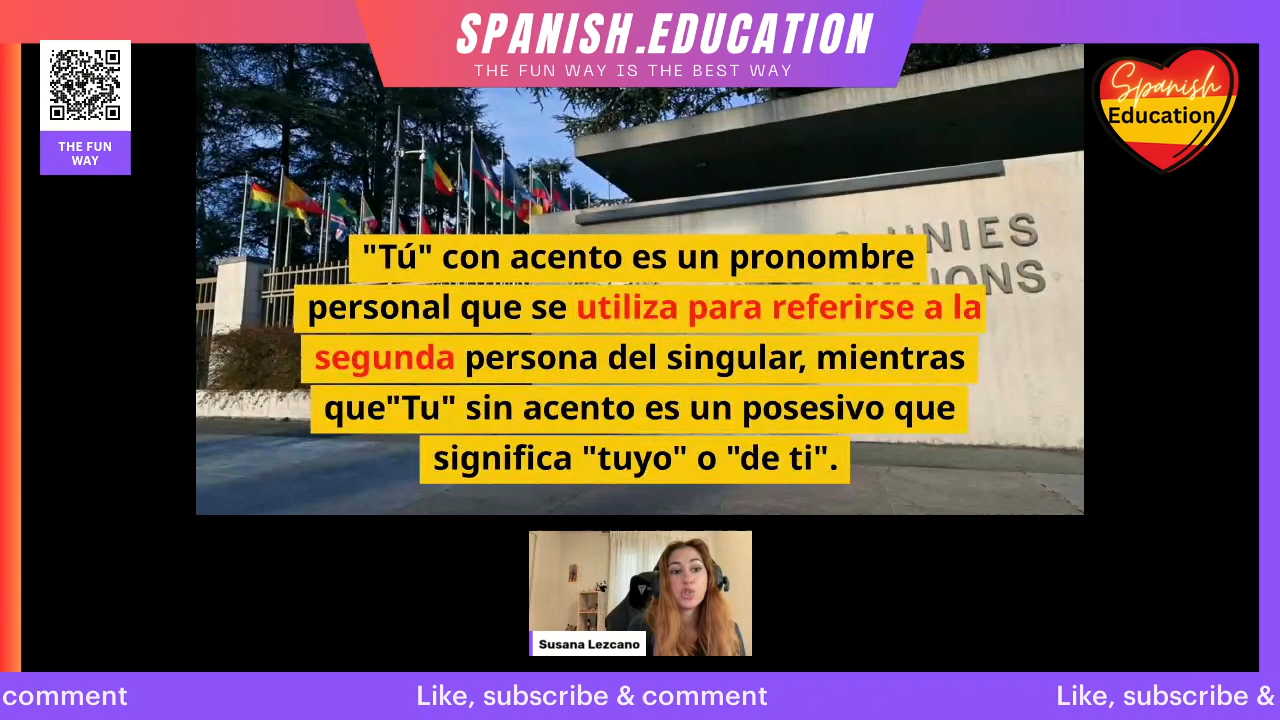 SPANISH.EDUCATION
THE FUN WAY IS THE BEST WAY
THE FUN
WAY
Spanish
Education
UNIES
NATIONS
"Tú" con acento es un pronombre
personal que se utiliza para referirse a la
segunda persona del singular, mientras
que"Tu" sin acento es un posesivo que
significa "tuyo" o "de ti".
Susana Lezcano
comment
Like, subscribe & comment
Like, subscribe &